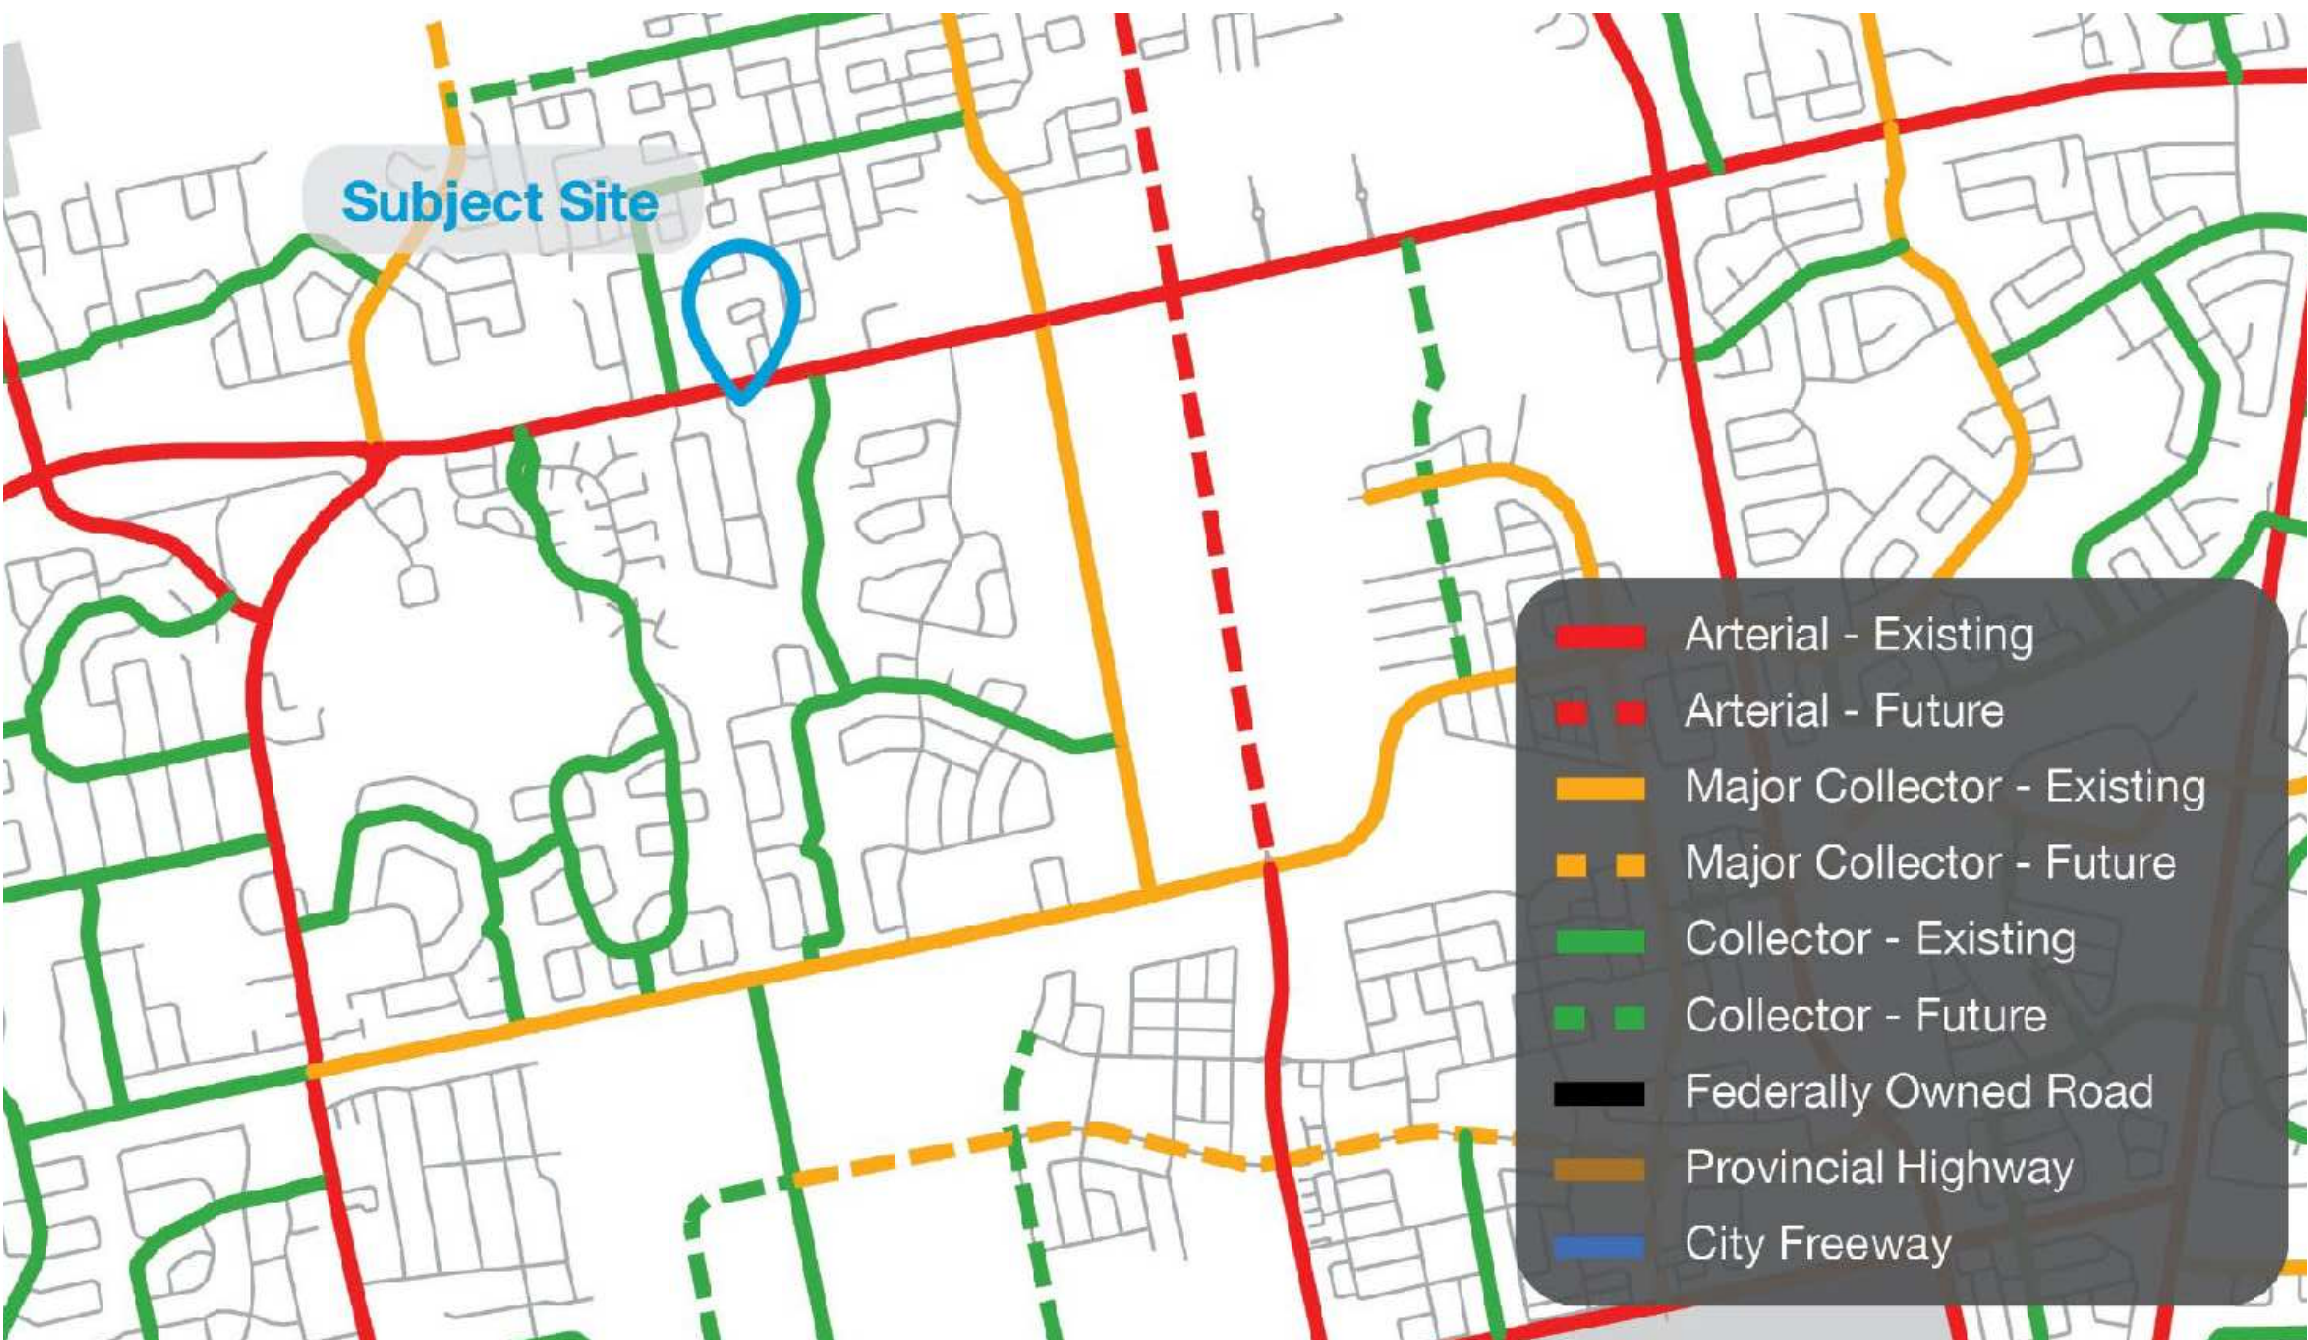 Subject Site
Arterial - Existing
Arterial - Future
Major Collector - Existing
Major Collector - Future
Collector - Existing
Collector - Future
Federally Owned Road
Provincial Highway
City Freeway